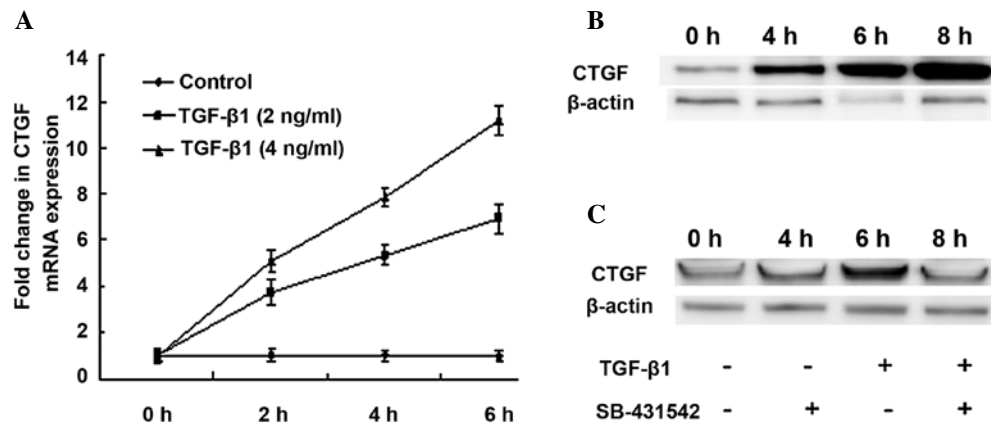 A
Fold change in CTGF
mRNA expression
14
12
10
8
6
4
2
1
0
0 h 2 h 4 h 6 h
Control
TGF-β1 (2 ng/ml)
TGF-β1 (4 ng/ml)
B
0 h 4 h 6 h 8 h
CTGF
β-actin
C
0 h 4 h 6 h 8 h
CTGF
β-actin
TGF-β1 - - + +
SB-431542 - + - +